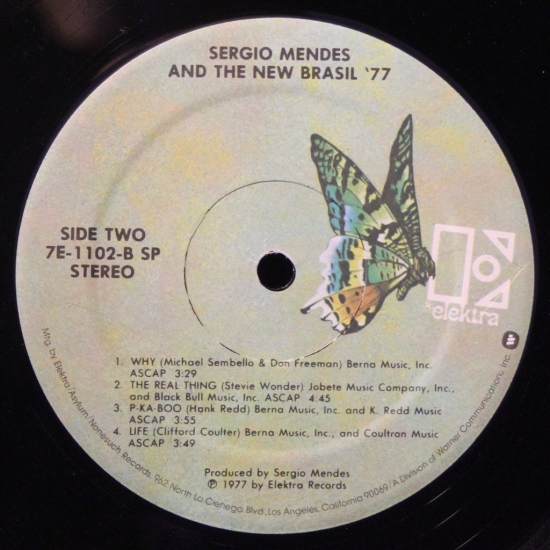 SERGIO MENDES
AND THE NEW BRASIL '77
SIDE TWO
7E-1102-B SP
STEREO
elektra
1. WHY (Michael Sembello & Don Freeman) Berna Music, Inc.
ASCAP 3:29
2. THE REAL THING (Stevie Wonder) Jobete Music Company, Inc.,
and Black Bull Music, Inc. ASCAP 4:45
3. P-KA-BOO (Hank Redd) Berna Music, Inc. and K. Redd Music
ASCAP 3:55
4. LIFE (Clifford Coulter) Berna Music, Inc., and Coultron Music
ASCAP 3:49
Produced by Sergio Mendes
℗ 1977 by Elektra Records
Mfg. by Elektra/Asylum/Nonesuch Records, 962 North La Cienega Blvd., Los Angeles, California 90069. A Division of Warner Communications, Inc.